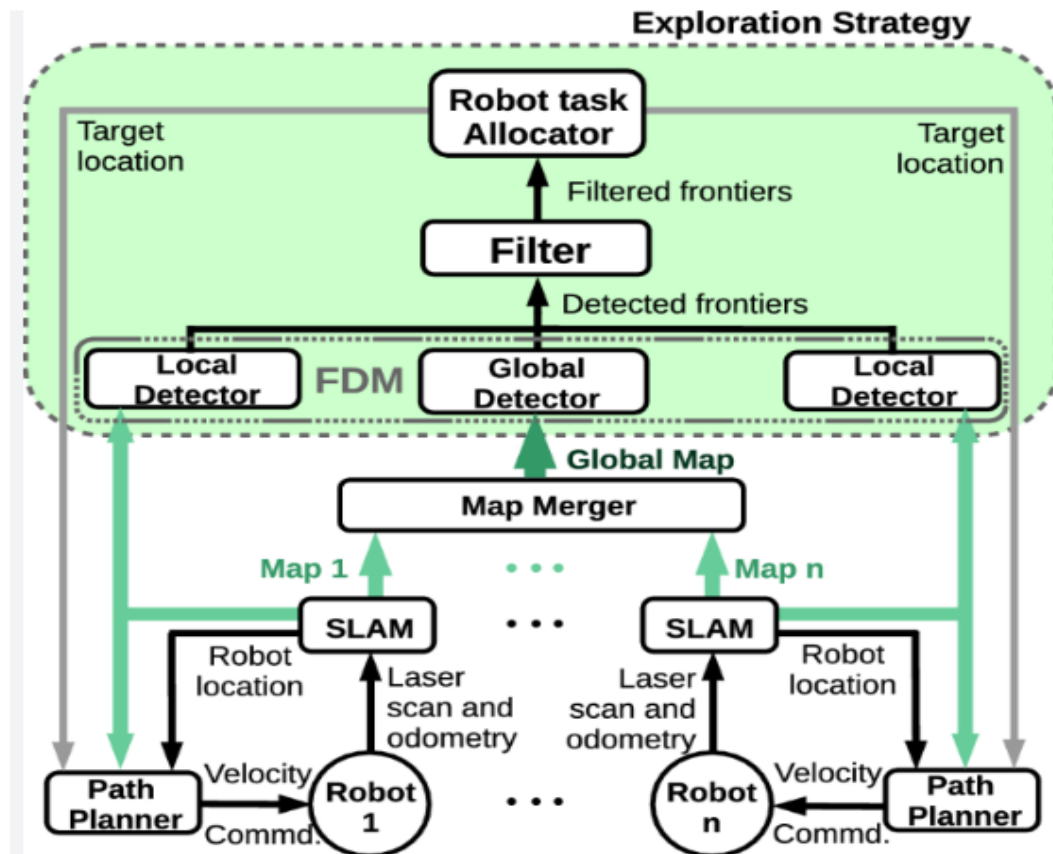 Exploration Strategy
Robot task
Allocator
Target
location
Target
location
Filtered frontiers
Filter
Detected frontiers
Local
Detector
FDM
Global
Detector
Local
Detector
Global Map
Map Merger
Map 1
Map n
SLAM
SLAM
Robot
location
Laser
scan and
odometry
Laser
scan and
odometry
Robot
location
Path
Planner
Velocity
Commd.
Robot
1
Robot
n
Velocity
Commd.
Path
Planner